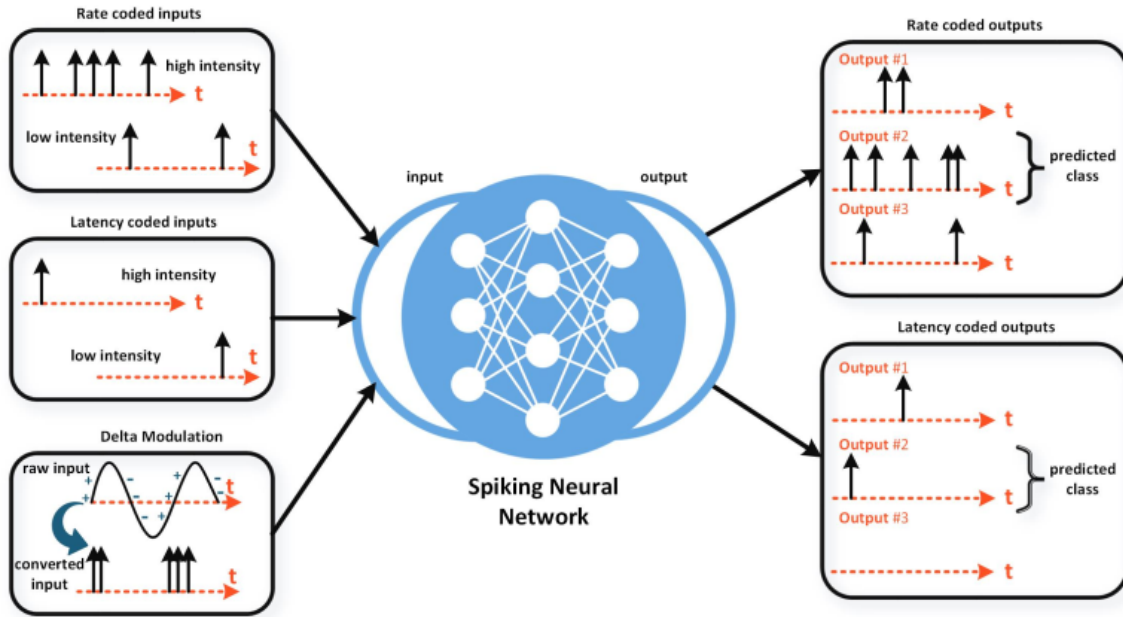 Rate coded inputs
high intensity
t
low intensity
t
Latency coded inputs
high intensity
t
low intensity
t
Delta Modulation
raw input
+ + - - - + + + - -
t
converted
input
t
input
output
Spiking Neural
Network
Rate coded outputs
Output #1
t
Output #2
predicted
class
t
Output #3
t
Latency coded outputs
Output #1
t
Output #2
predicted
class
t
Output #3
t